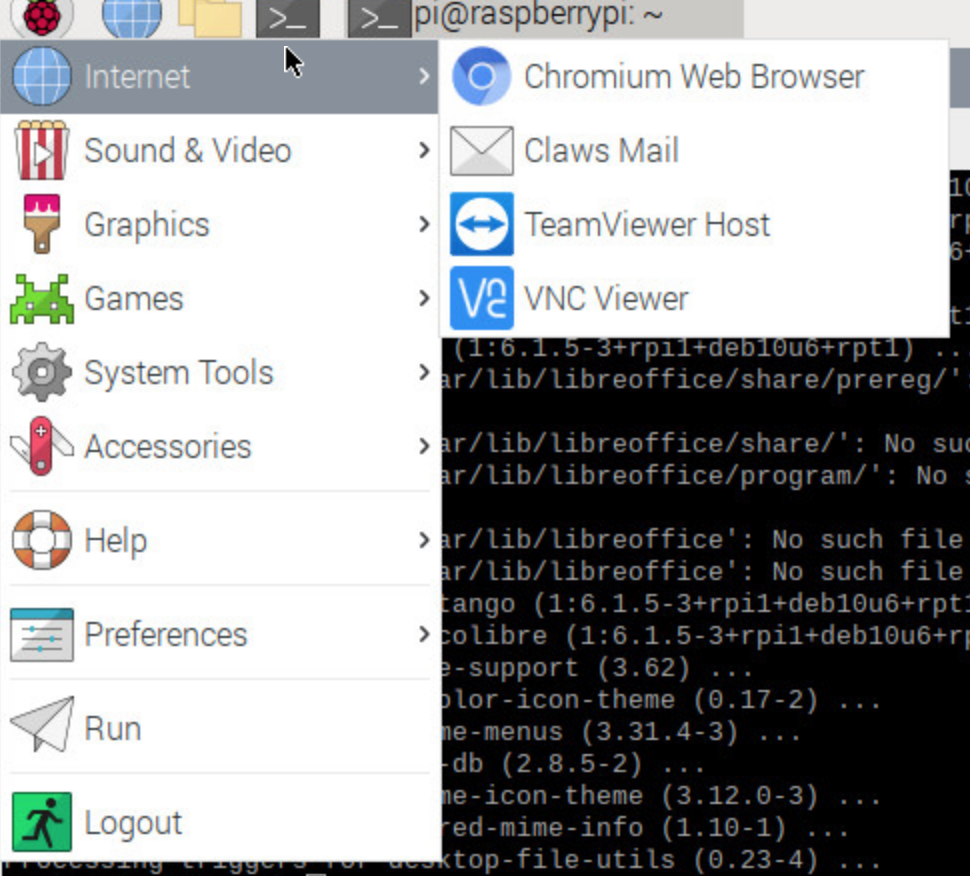 pi@raspberrypi: ~
Internet
Sound & Video
Graphics
Games
System Tools
Accessories
Help
Preferences
Run
Logout
Chromium Web Browser
Claws Mail
TeamViewer Host
VNC Viewer
(1:6.1.5-3+rpi1+deb10u6+rpt1) ...
ar/lib/libreoffice/share/prereg/'
ar/lib/libreoffice/share/': No suc
ar/lib/libreoffice/program/': No s
ar/lib/libreoffice': No such file
ar/lib/libreoffice': No such file
tango (1:6.1.5-3+rpi1+deb10u6+rpt1
colibre (1:6.1.5-3+rpi1+deb10u6+rp
e-support (3.62) ...
olor-icon-theme (0.17-2) ...
me-menus (3.31.4-3) ...
-db (2.8.5-2) ...
me-icon-theme (3.12.0-3) ...
red-mime-info (1.10-1) ...
Processing triggers for desktop-file-utils (0.23-4) ...